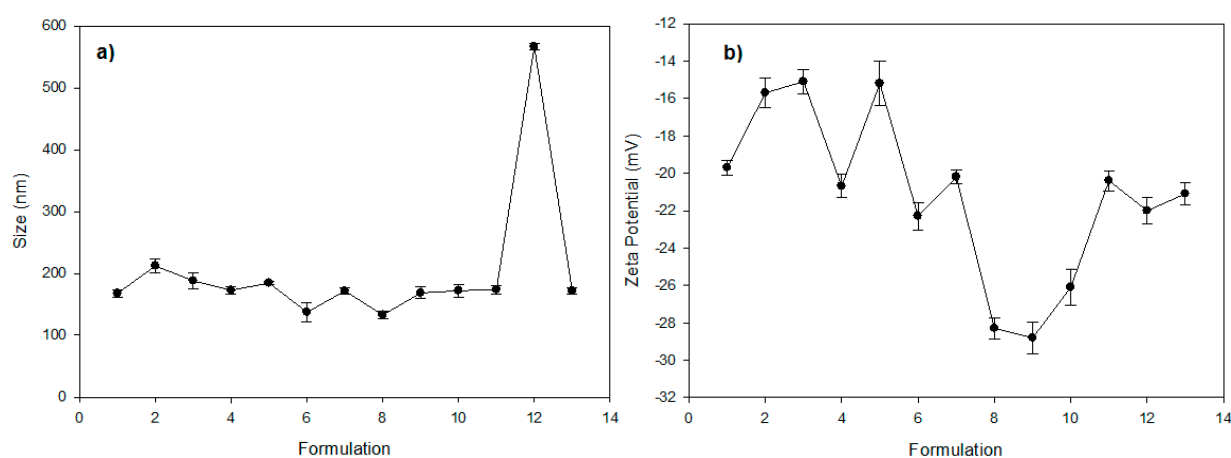 a)
600
500
400
300
200
100
0
Size (nm)
0 2 4 6 8 10 12 14
Formulation
b)
-12
-14
-16
-18
-20
-22
-24
-26
-28
-30
-32
Zeta Potential (mV)
0 2 4 6 8 10 12 14
Formulation